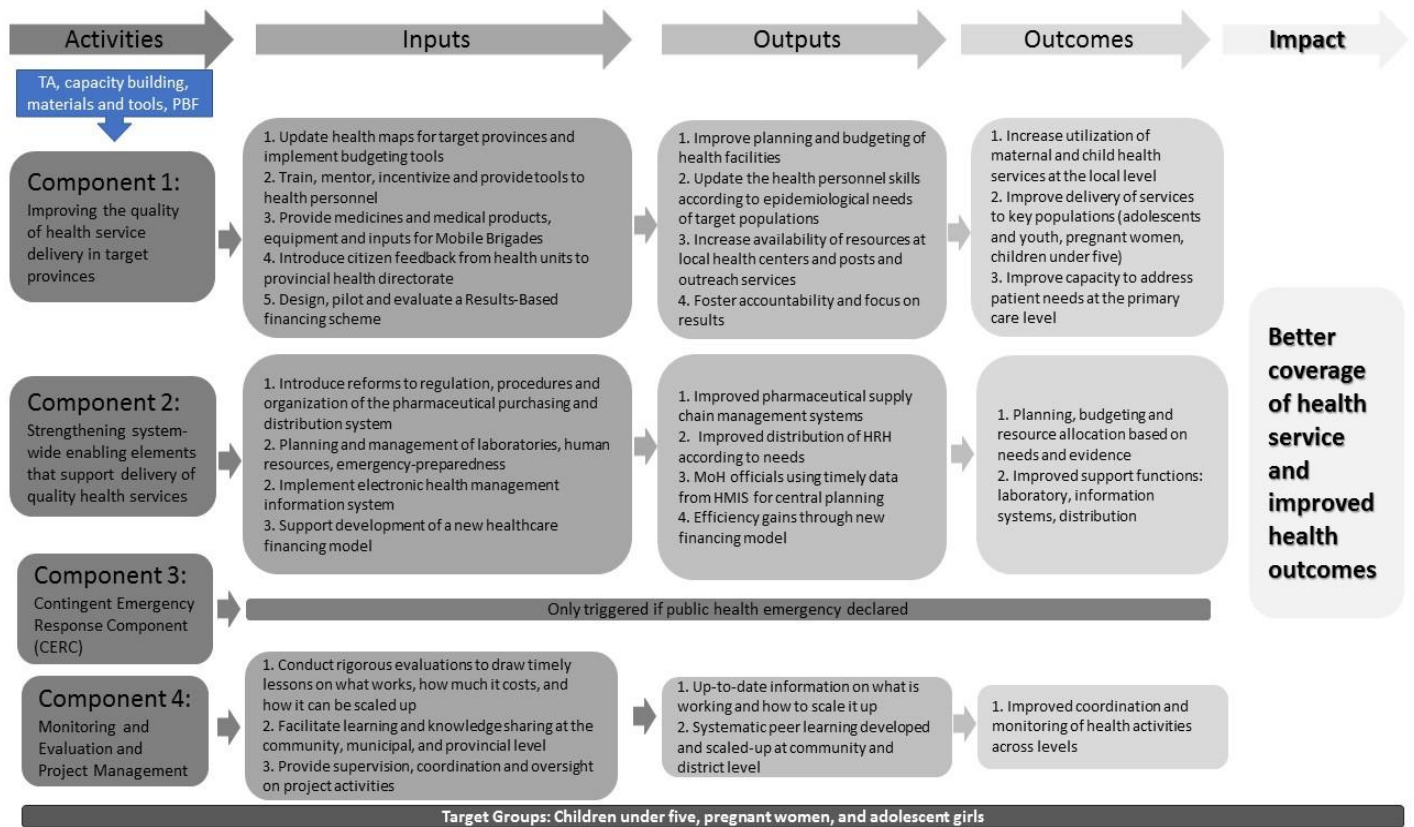 Activities
Inputs
Outputs
Outcomes
Impact
TA, capacity building,
materials and tools, PBF
Component 1:
Improving the quality
of health service
delivery in target
provinces
1. Update health maps for target provinces and
implement budgeting tools
2. Train, mentor, incentivize and provide tools to
health personnel
3. Provide medicines and medical products,
equipment and inputs for Mobile Brigades
4. Introduce citizen feedback from health units to
provincial health directorate
5. Design, pilot and evaluate a Results-Based
financing scheme
1. Improve planning and budgeting of
health facilities
2. Update the health personnel skills
according to epidemiological needs
of target populations
3. Increase availability of resources at
local health centers and posts and
outreach services
4. Foster accountability and focus on
results
1. Increase utilization of
maternal and child health
services at the local level
2. Improve delivery of services
to key populations (adolescents
and youth, pregnant women,
children under five)
3. Improve capacity to address
patient needs at the primary
care level
Component 2:
Strengthening system-
wide enabling elements
that support delivery of
quality health services
1. Introduce reforms to regulation, procedures and
organization of the pharmaceutical purchasing and
distribution system
2. Planning and management of laboratories, human
resources, emergency-preparedness
2. Implement electronic health management
information system
3. Support development of a new healthcare
financing model
1. Improved pharmaceutical supply
chain management systems
2. Improved distribution of HRH
according to needs
3. MoH officials using timely data
from HMIS for central planning
4. Efficiency gains through new
financing model
1. Planning, budgeting and
resource allocation based on
needs and evidence
2. Improved support functions:
laboratory, information
systems, distribution
Better
coverage
of health
service
and
improved
health
outcomes
Component 3:
Contingent Emergency
Response Component
(CERC)
Only triggered if public health emergency declared
Component 4:
Monitoring and
Evaluation and
Project Management
1. Conduct rigorous evaluations to draw timely
lessons on what works, how much it costs, and
how it can be scaled up
2. Facilitate learning and knowledge sharing at the
community, municipal, and provincial level
3. Provide supervision, coordination and oversight
on project activities
1. Up-to-date information on what is
working and how to scale it up
2. Systematic peer learning developed
and scaled-up at community and
district level
1. Improved coordination and
monitoring of health activities
across levels
Target Groups: Children under five, pregnant women, and adolescent girls